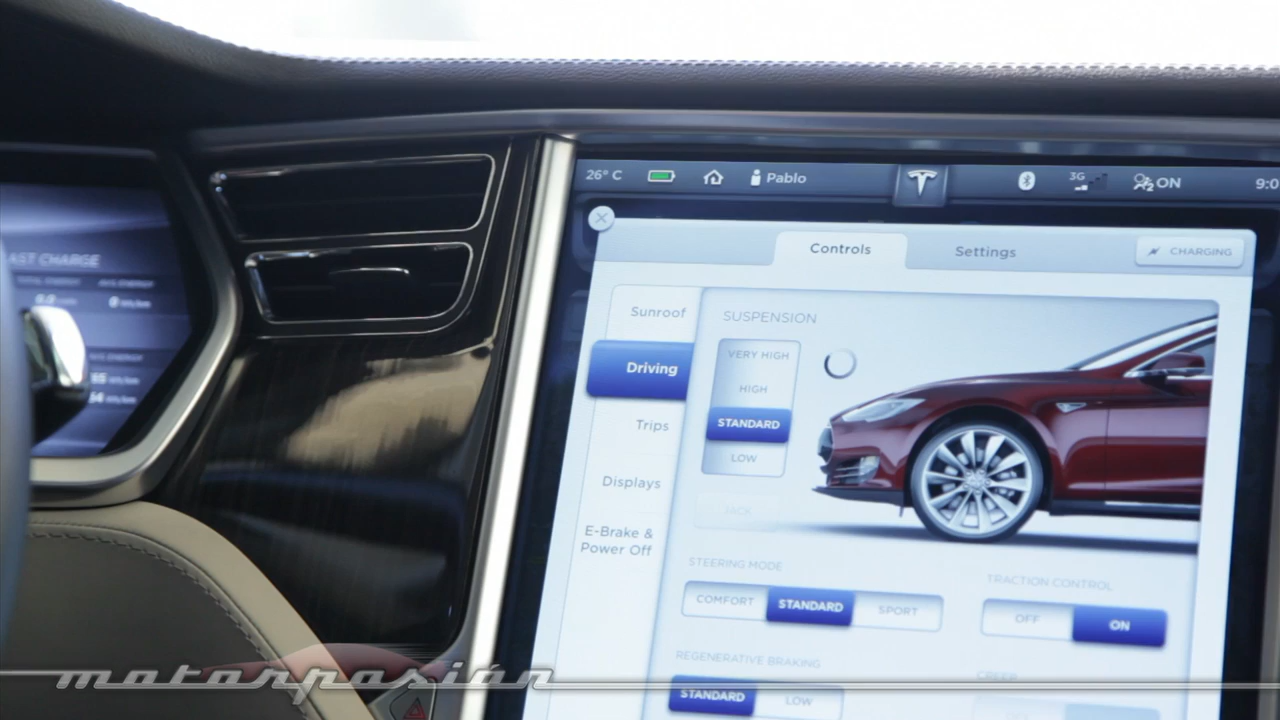 26° C
Pablo
3G
ON
9:0
Controls
Settings
CHARGING
Sunroof
Driving
Trips
Displays
E-Brake &
Power Off
SUSPENSION
VERY HIGH
HIGH
STANDARD
LOW
JACK
STEERING MODE
COMFORT
STANDARD
SPORT
TRACTION CONTROL
OFF
ON
REGENERATIVE BRAKING
STANDARD
LOW
CREEP
AST CHARGE
motorpasión